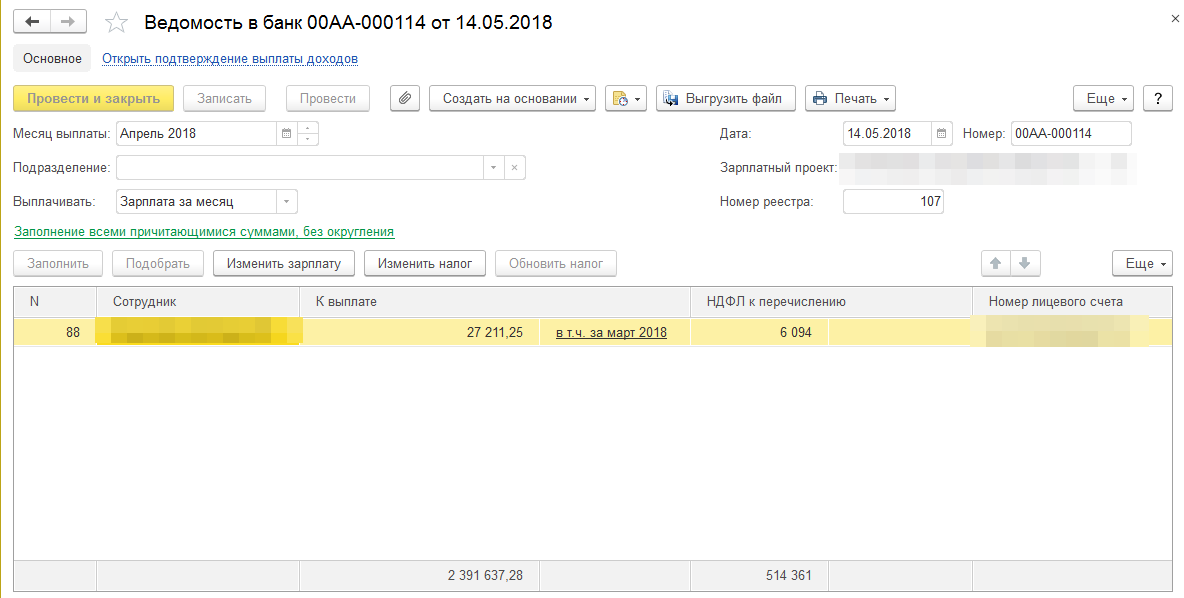 Ведомость в банк 00АА-000114 от 14.05.2018
Основное Открыть подтверждение выплаты доходов
Провести и закрыть Записать Провести Создать на основании Выгрузить файл Печать Еще ?
Месяц выплаты: Апрель 2018 Дата: 14.05.2018 Номер: 00АА-000114
Подразделение: Зарплатный проект:
Выплачивать: Зарплата за месяц Номер реестра: 107
Заполнение всеми причитающимися суммами, без округления
Заполнить Подобрать Изменить зарплату Изменить налог Обновить налог Еще
N Сотрудник К выплате НДФЛ к перечислению Номер лицевого счета
88 27 211,25 в т.ч. за март 2018 6 094
2 391 637,28 514 361